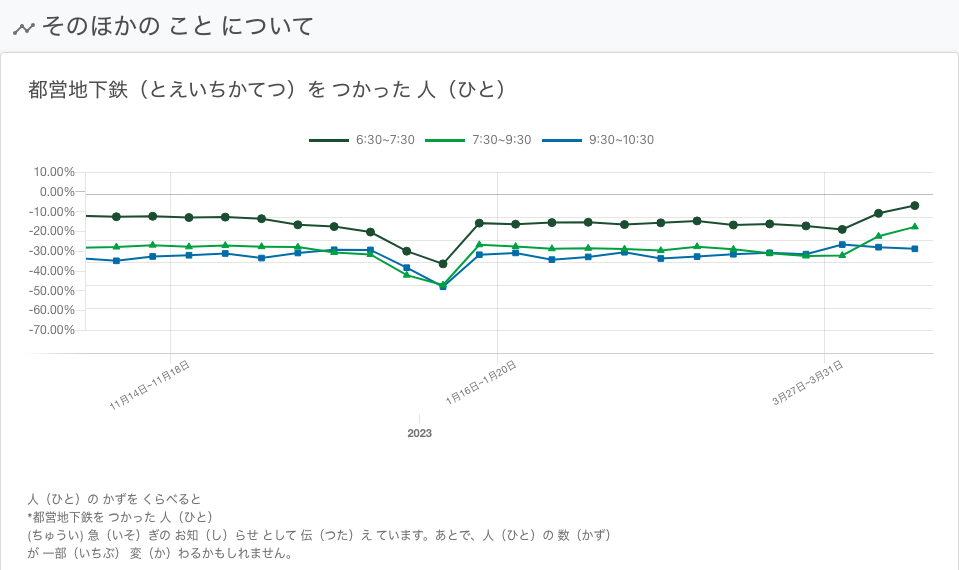 そのほかの こと について
都営地下鉄（とえいちかてつ）を つかった 人（ひと）
6:30~7:30 7:30~9:30 9:30~10:30
10.00%
0.00%
-10.00%
-20.00%
-30.00%
-40.00%
-50.00%
-60.00%
-70.00%
11月14日~11月18日 1月16日~1月20日 3月27日~3月31日
2023
人（ひと）の かずを くらべると
*都営地下鉄を つかった 人（ひと）
(ちゅうい) 急（いそ）ぎの お知（し）らせ として 伝（つた）え ています。あとで、人（ひと）の 数（かず）
が 一部（いちぶ） 変（か）わるかもしれません。